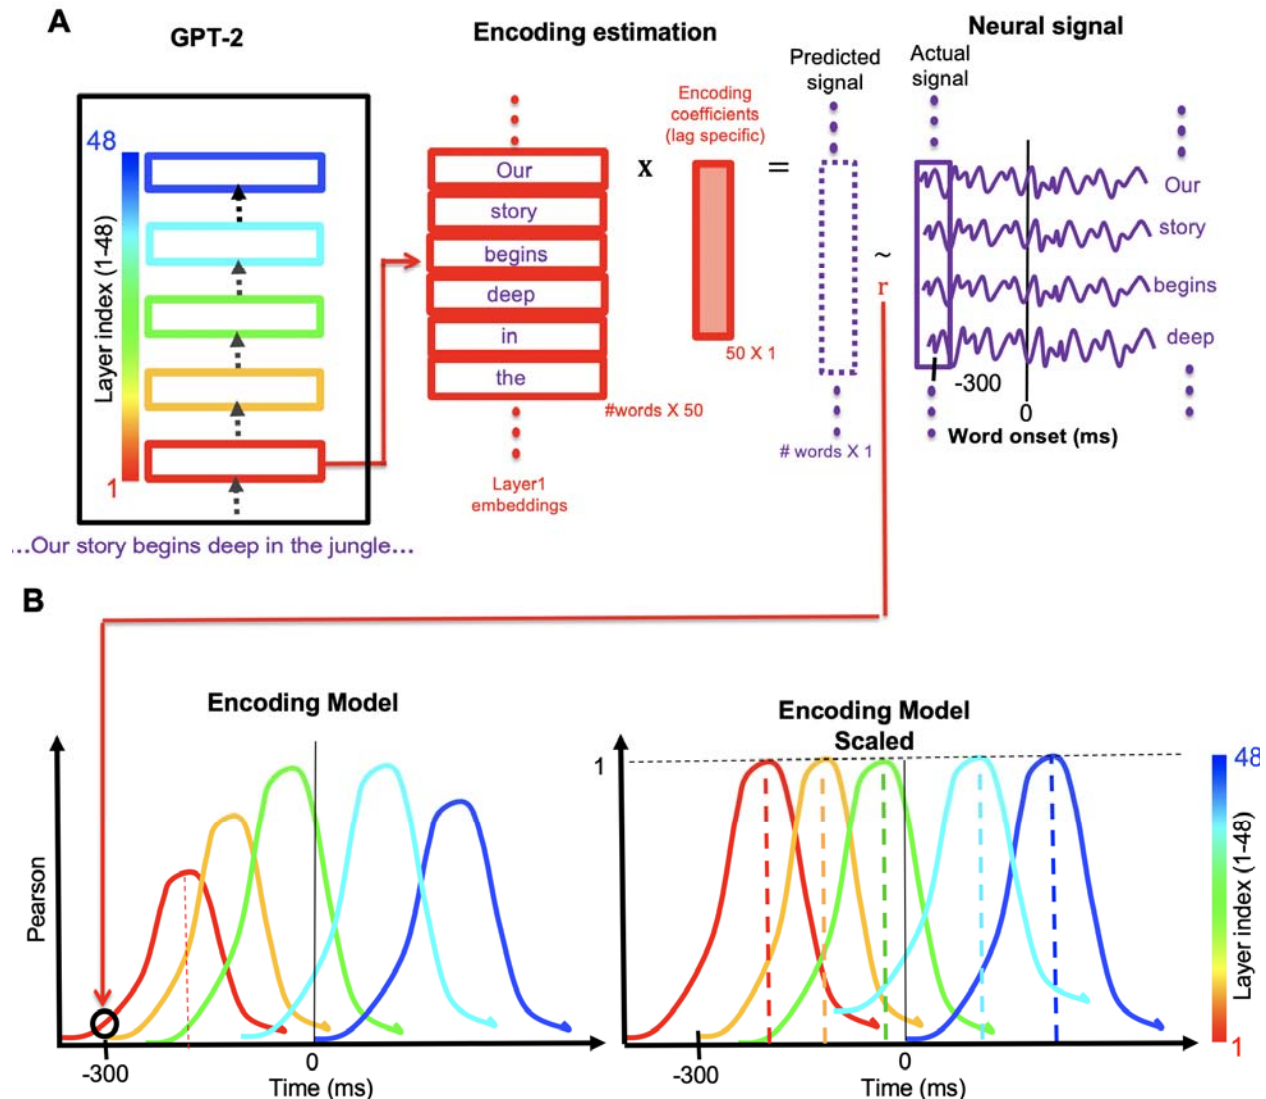 A
GPT-2
Encoding estimation
Neural signal
48
Layer index (1-48)
1
...Our story begins deep in the jungle...
Our
story
begins
deep
in
the
#words X 50
Layer1
embeddings
x
Encoding
coefficients
(lag specific)
50 X 1
=
Predicted
signal
# words X 1
~
r
Actual
signal
Our
story
begins
deep
-300
0
Word onset (ms)
B
Encoding Model
Pearson
-300
0
Time (ms)
Encoding Model
Scaled
1
-300
0
Time (ms)
48
Layer index (1-48)
1